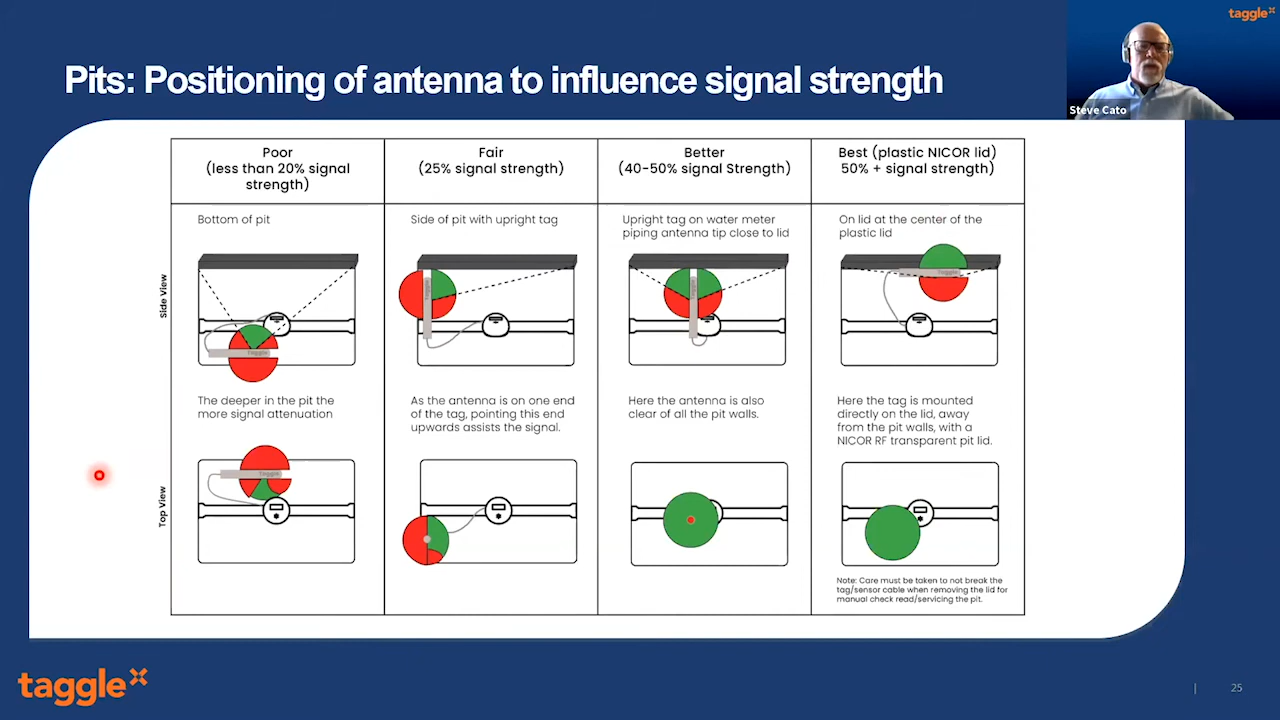 taggle
Pits: Positioning of antenna to influence signal strength
Steve Cato
Poor
(less than 20% signal
strength)
Fair
(25% signal strength)
Better
(40-50% signal Strength)
Best (plastic NICOR lid)
50% + signal strength)
Side View
Bottom of pit
Side of pit with upright tag
Upright tag on water meter
piping antenna tip close to lid
On lid at the center of the
plastic lid
Taggle
Taggle
Taggle
The deeper in the pit the
more signal attenuation
As the antenna is on one end
of the tag, pointing this end
upwards assists the signal.
Here the antenna is also
clear of all the pit walls.
Here the tag is mounted
directly on the lid, away
from the pit walls, with a
NICOR RF transparent pit lid.
Top View
Taggle
Note: Care must be taken to not break the
tag/sensor cable when removing the lid for
manual check read/servicing the pit.
taggle
| 25